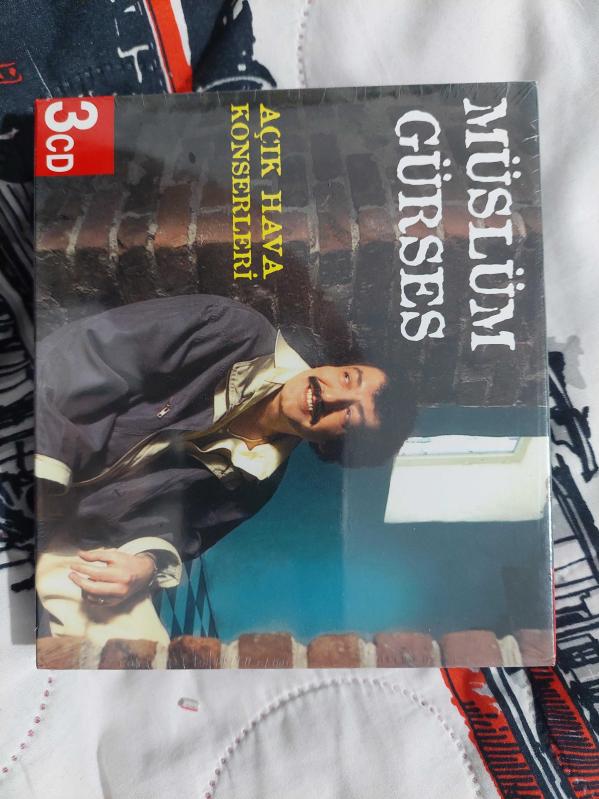 MÜSLÜM
GÜRSES
AÇIK HAVA
KONSERLERİ
3CD